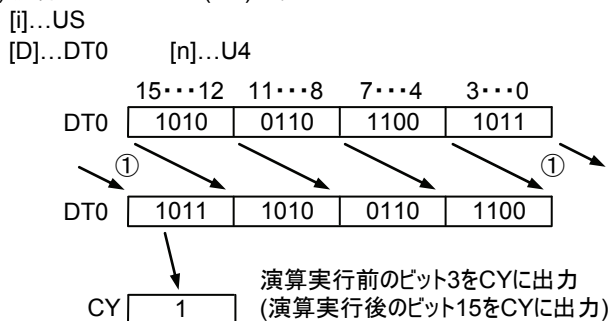 [i]…US
[D]…DT0 [n]…U4
15・・・12 11・・・8 7・・・4 3・・・0
DT0 1010 0110 1100 1011
① ①
DT0 1011 1010 0110 1100
演算実行前のビット3をCYに出力
CY 1 (演算実行後のビット15をCYに出力)